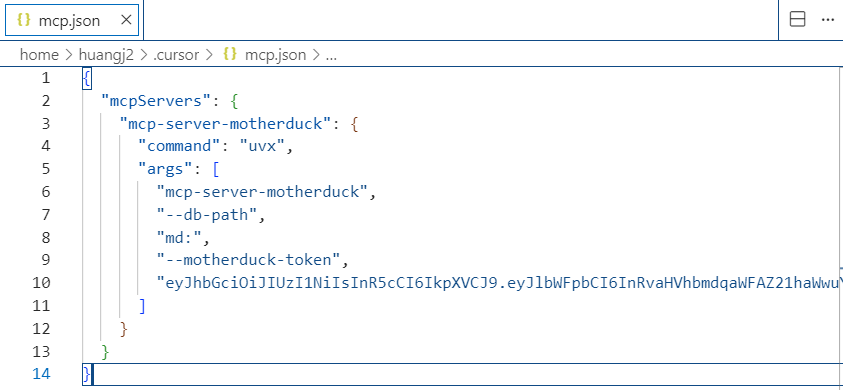 {} mcp.json ×
home > huangj2 > .cursor > {} mcp.json > ...
1 {
2 "mcpServers": {
3 "mcp-server-motherduck": {
4 "command": "uvx",
5 "args": [
6 "mcp-server-motherduck",
7 "--db-path",
8 "md:",
9 "--motherduck-token",
10 "eyJhbGciOiJIUzI1NiIsInR5cCI6IkpXVCJ9.eyJlbWFpbCI6InRvaHVhbmdqaWFAZ21haWwu
11 ]
12 }
13 }
14 }